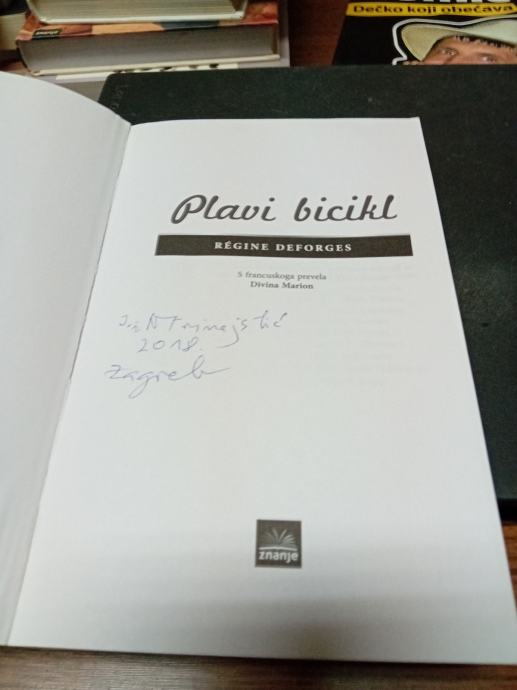 Dečko koji obećava
Plavi bicikl
RÉGINE DEFORGES
S francuskoga prevela
Divina Marion
2018.
Zagreb
znanje